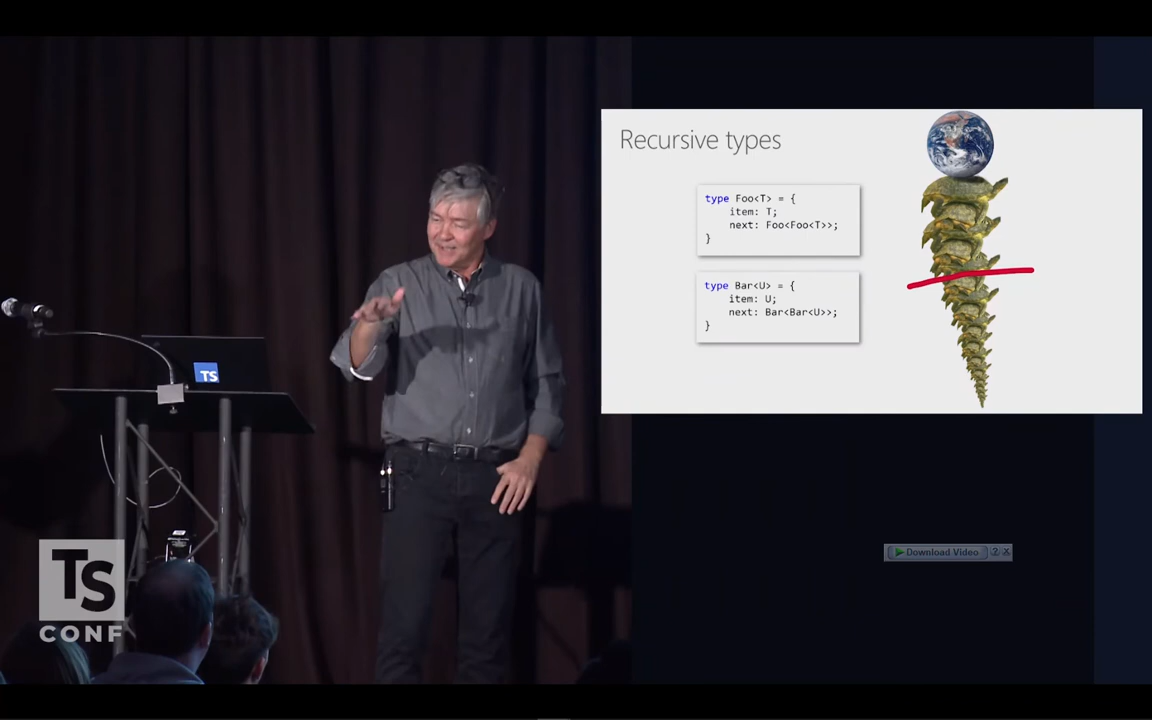 Recursive types
type Foo<T> = {
    item: T;
    next: Foo<Foo<T>>;
}
type Bar<U> = {
    item: U;
    next: Bar<Bar<U>>;
}
TS
Download Video
?
X
TS
CONF